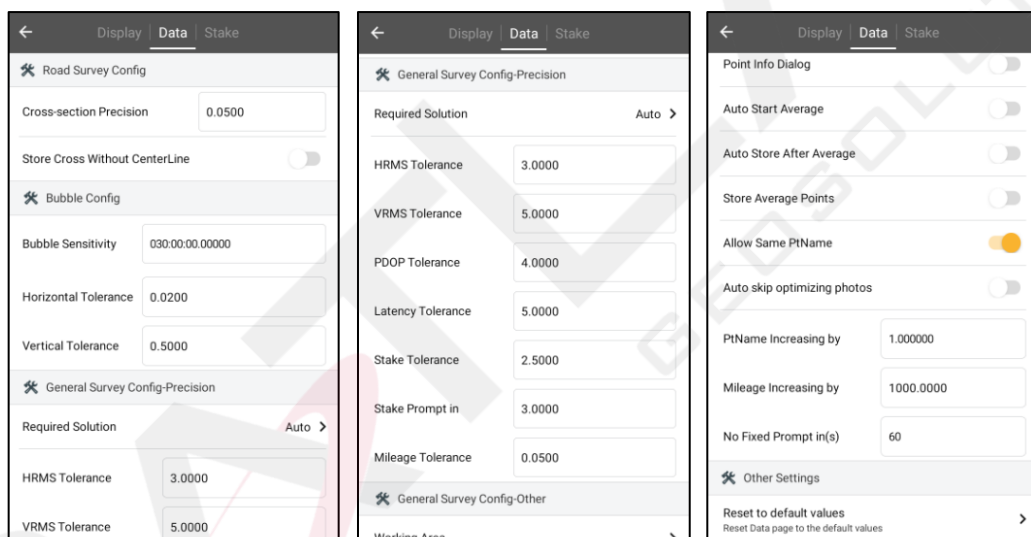 Display | Data | Stake
Road Survey Config
Cross-section Precision 0.0500
Store Cross Without CenterLine
Bubble Config
Bubble Sensitivity 030:00:00.00000
Horizontal Tolerance 0.0200
Vertical Tolerance 0.5000
General Survey Config-Precision
Required Solution Auto
HRMS Tolerance 3.0000
VRMS Tolerance 5.0000
Display | Data | Stake
General Survey Config-Precision
Required Solution Auto
HRMS Tolerance 3.0000
VRMS Tolerance 5.0000
PDOP Tolerance 4.0000
Latency Tolerance 5.0000
Stake Tolerance 2.5000
Stake Prompt in 3.0000
Mileage Tolerance 0.0500
General Survey Config-Other
Working Area
Display | Data | Stake
Point Info Dialog
Auto Start Average
Auto Store After Average
Store Average Points
Allow Same PtName
Auto skip optimizing photos
PtName Increasing by 1.000000
Mileage Increasing by 1000.0000
No Fixed Prompt in(s) 60
Other Settings
Reset to default values
Reset Data page to the default values